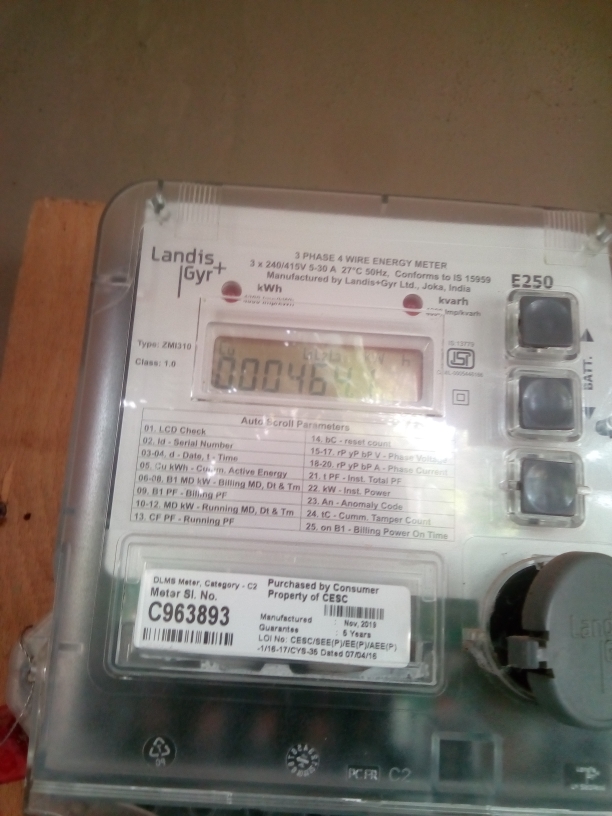 Landis
Gyr+
3 PHASE 4 WIRE ENERGY METER
3 x 240/415V 5-30 A 27°C 50Hz, Conforms to IS 15959
Manufactured by Landis+Gyr Ltd., Joka, India
E250
kWh
kvarh
imp/kvarh
IS 13779
Type: ZMI310
Class: 1.0
BATT.
Auto Scroll Parameters
01. LCD Check
02. Id - Serial Number
03-04. d - Date, t - Time
05. Cu kWh - Cumm. Active Energy
06-08. B1 MD kW - Billing MD, Dt & Tm
09. B1 PF - Billing PF
10-12. MD kW - Running MD, Dt & Tm
13. CF PF - Running PF
14. bC - reset count
15-17. rP yP bP V - Phase Voltage
18-20. rP yP bP A - Phase Current
21. t PF - Inst. Total PF
22. kW - Inst. Power
23. An - Anomaly Code
24. tC - Cumm. Tamper Count
25. on B1 - Billing Power On Time
DLMS Meter, Category - C2
Metar Sl. No.
C963893
Purchased by Consumer
Property of CESC
Manufactured : Nov, 2019
Guarantee : 5 Years
LOI No: CESC/SEE(P)/EE(P)/AEE(P)
-1/16-17/CYS-35 Dated 07/04/16
C2